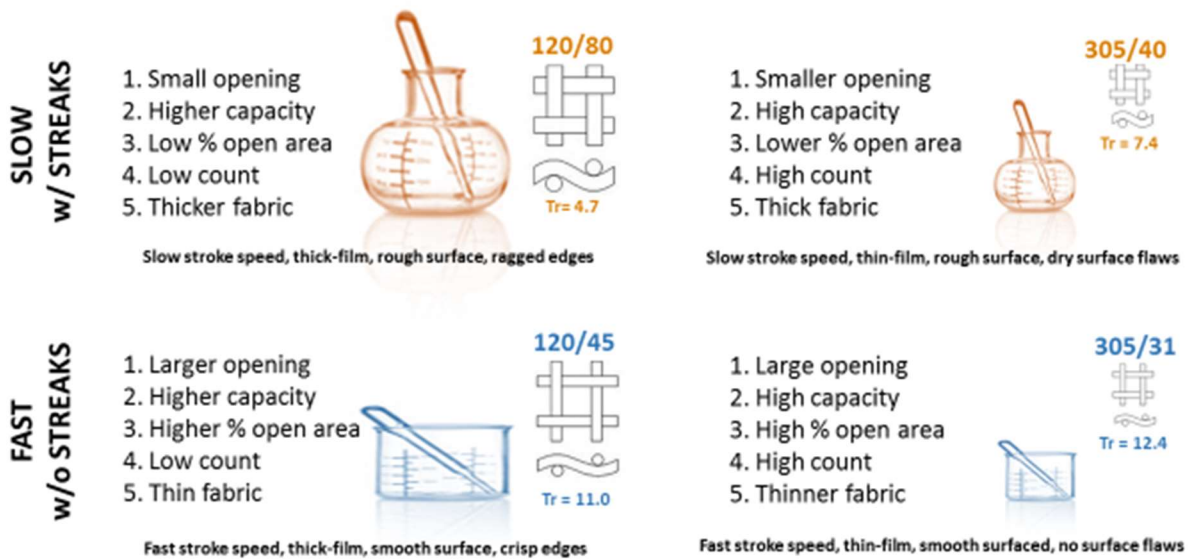 SLOW
w/ STREAKS
1. Small opening
2. Higher capacity
3. Low % open area
4. Low count
5. Thicker fabric
120/80
Tr= 4.7
Slow stroke speed, thick-film, rough surface, ragged edges
1. Smaller opening
2. High capacity
3. Lower % open area
4. High count
5. Thick fabric
305/40
Tr = 7.4
Slow stroke speed, thin-film, rough surface, dry surface flaws
FAST
w/o STREAKS
1. Larger opening
2. Higher capacity
3. Higher % open area
4. Low count
5. Thin fabric
120/45
Tr = 11.0
Fast stroke speed, thick-film, smooth surface, crisp edges
1. Large opening
2. High capacity
3. High % open area
4. High count
5. Thinner fabric
305/31
Tr = 12.4
Fast stroke speed, thin-film, smooth surfaced, no surface flaws